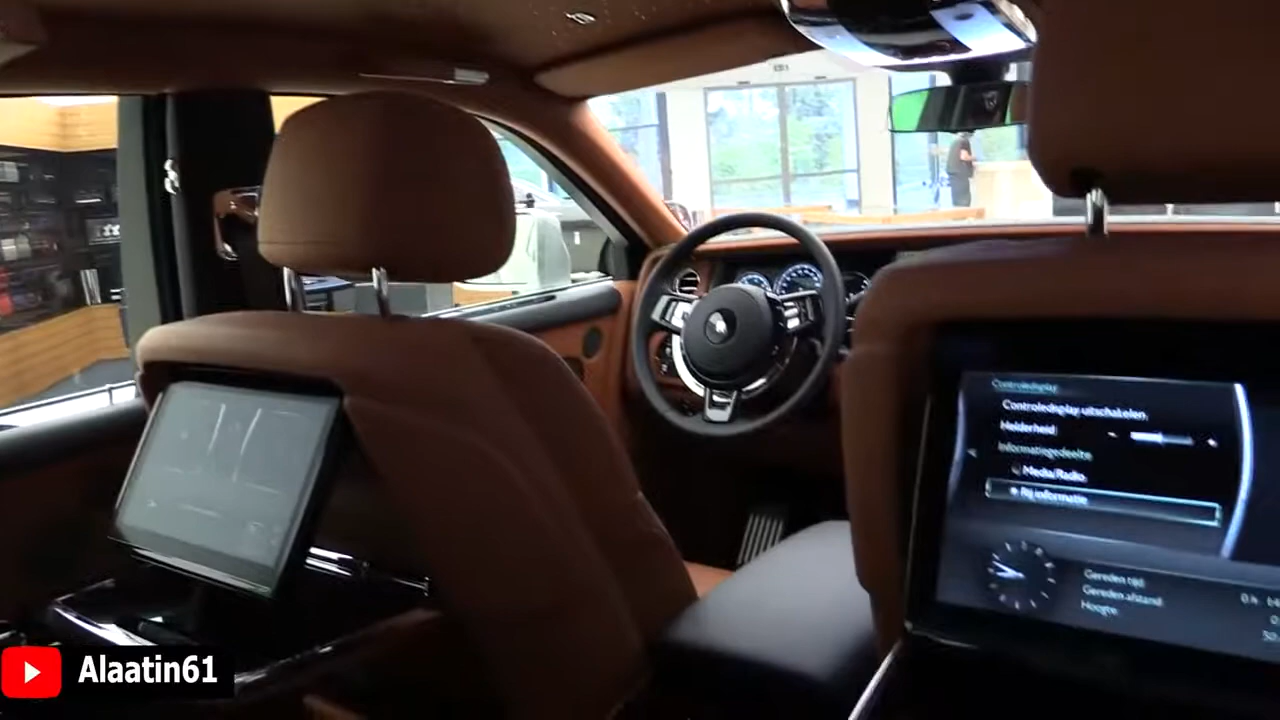 Controledisplay
Controledisplay uitschakelen
Helderheid
Informatiegedeelte
Media/Radio
Rij informatie
Gereden tijd
Gereden afstand
Hoogte
Alaatin61